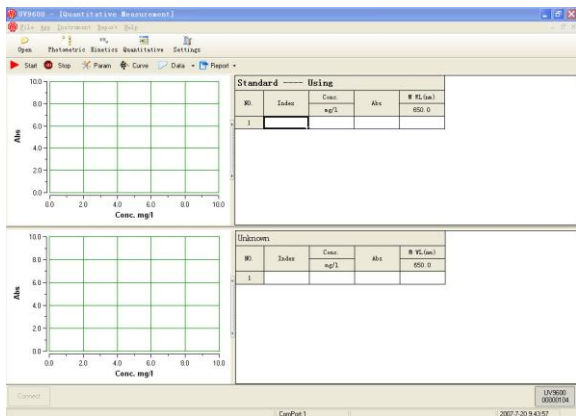 UV9600 - [Quantitative Measurement]
File App Instrument Report Help
Open Photometric Kinetics Quantitative Settings
Start Stop Param Curve Data Report
Standard ---- Using
NO. Index Conc. Abs W WL(nm)
mg/l 650.0
1
10.0
8.0
6.0
4.0
2.0
0.0
Abs
0.0 2.0 4.0 6.0 8.0 10.0
Conc. mg/l
Unknown
NO. Index Conc. Abs W WL(nm)
mg/l 650.0
1
10.0
8.0
6.0
4.0
2.0
0.0
Abs
0.0 2.0 4.0 6.0 8.0 10.0
Conc. mg/l
Connect
UV9600
00000104
ComPort:1 2007-7-20 9:43:57